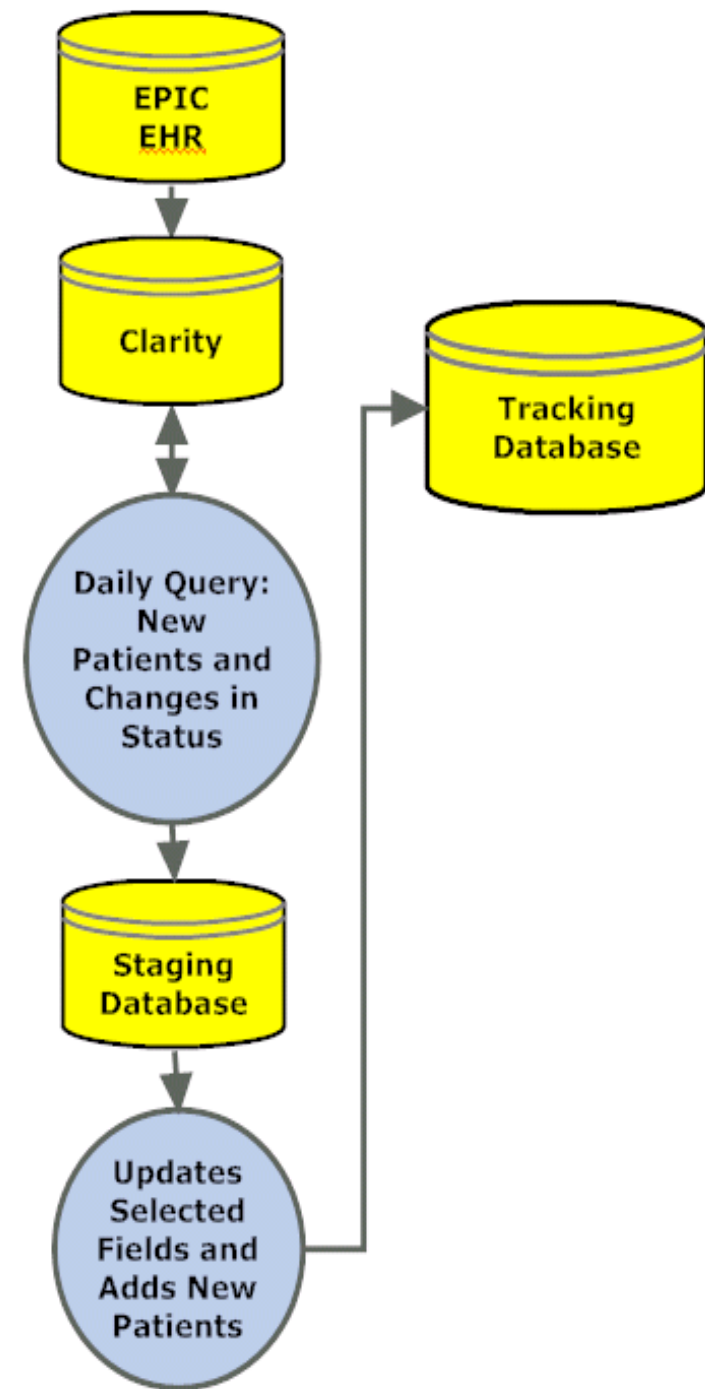 EPIC
EHR
Clarity
Daily Query:
New
Patients and
Changes in
Status
Staging
Database
Updates
Selected
Fields and
Adds New
Patients
Tracking
Database